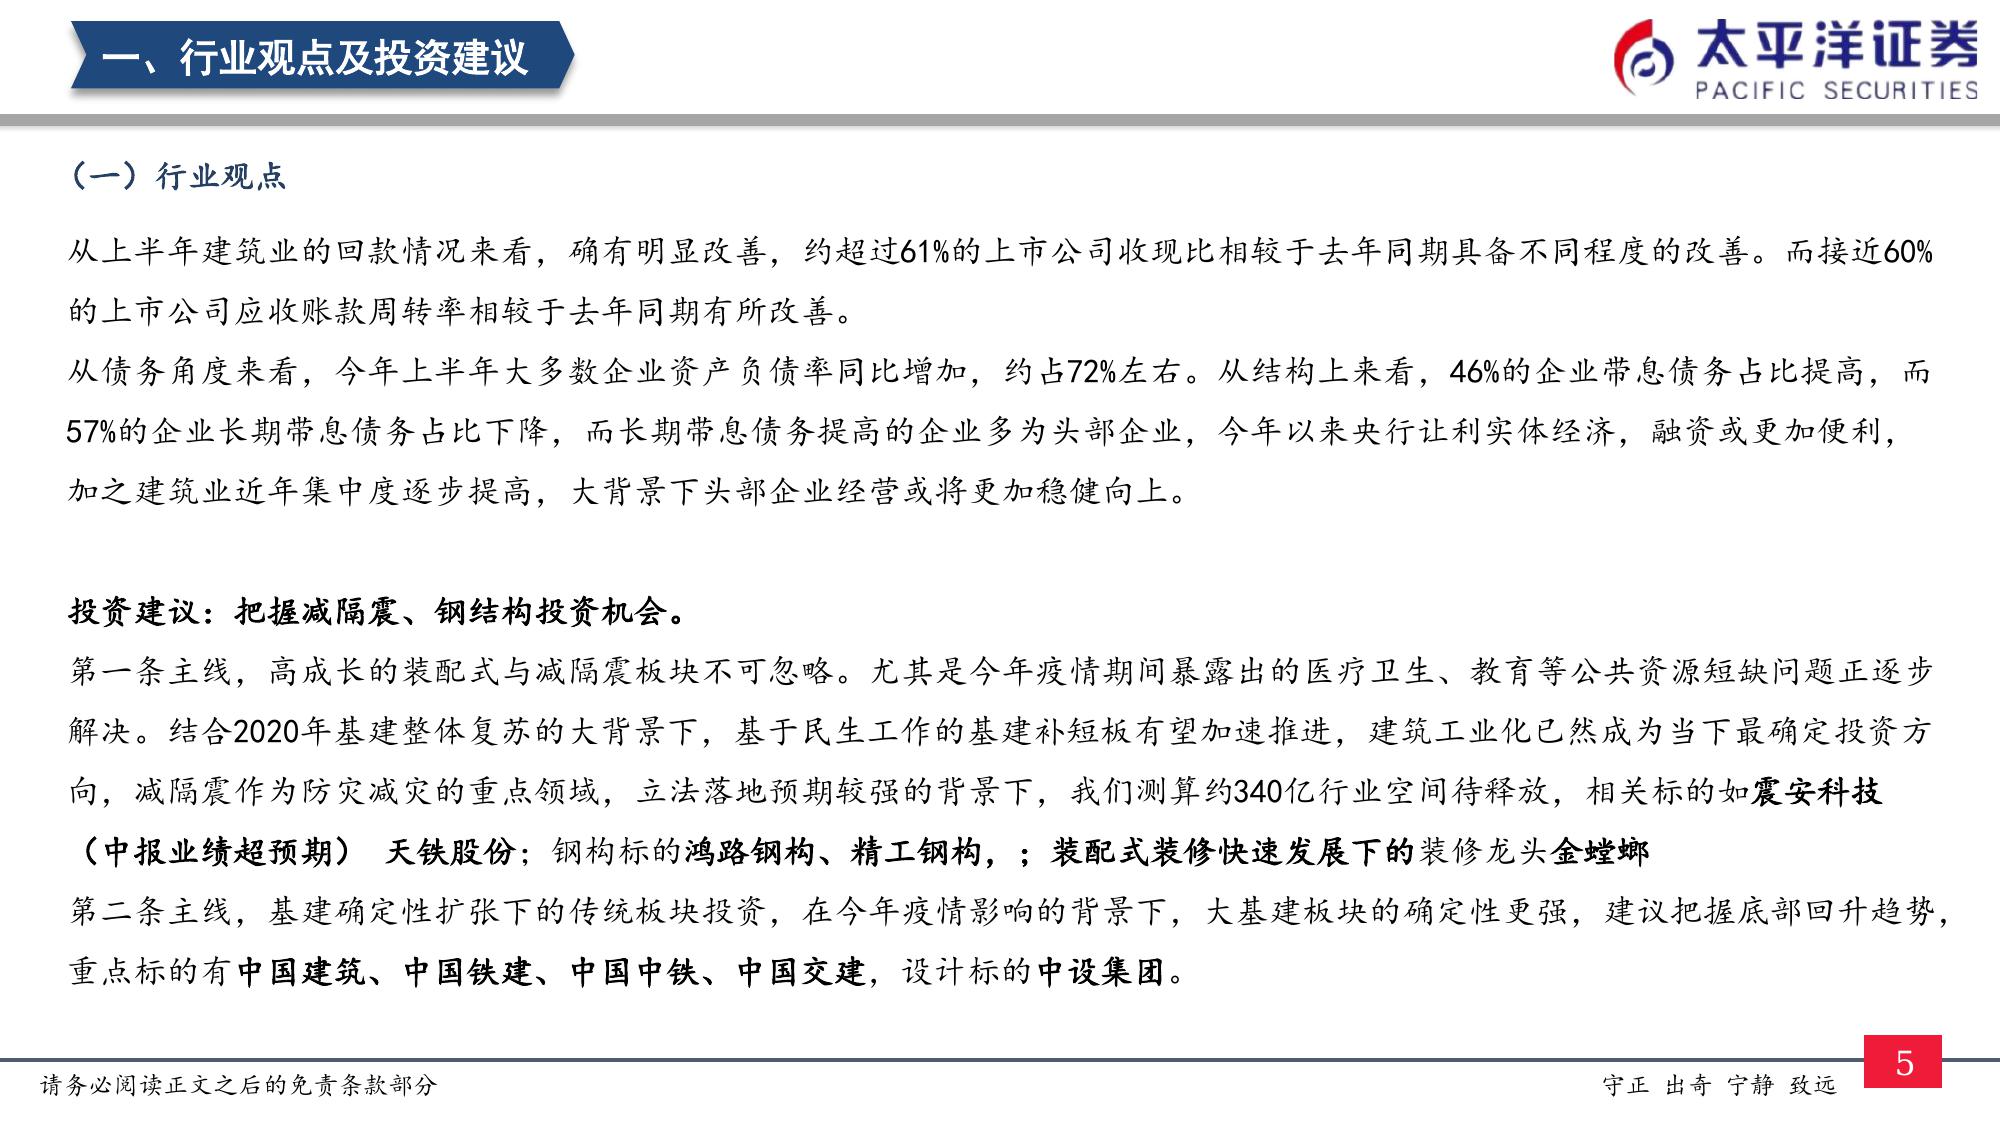 一、行业观点及投资建议
太平洋证券
PACIFIC SECURITIES
（一）行业观点
从上半年建筑业的回款情况来看，确有明显改善，约超过61%的上市公司收现比相较于去年同期具备不同程度的改善。而接近60%
的上市公司应收账款周转率相较于去年同期有所改善。
从债务角度来看，今年上半年大多数企业资产负债率同比增加，约占72%左右。从结构上来看，46%的企业带息债务占比提高，而
57%的企业长期带息债务占比下降，而长期带息债务提高的企业多为头部企业，今年以来央行让利实体经济，融资或更加便利，
加之建筑业近年集中度逐步提高，大背景下头部企业经营或将更加稳健向上。
投资建议：把握减隔震、钢结构投资机会。
第一条主线，高成长的装配式与减隔震板块不可忽略。尤其是今年疫情期间暴露出的医疗卫生、教育等公共资源短缺问题正逐步
解决。结合2020年基建整体复苏的大背景下，基于民生工作的基建补短板有望加速推进，建筑工业化已然成为当下最确定投资方
向，减隔震作为防灾减灾的重点领域，立法落地预期较强的背景下，我们测算约340亿行业空间待释放，相关标的如震安科技
（中报业绩超预期） 天铁股份；钢构标的鸿路钢构、精工钢构，；装配式装修快速发展下的装修龙头金螳螂
第二条主线，基建确定性扩张下的传统板块投资，在今年疫情影响的背景下，大基建板块的确定性更强，建议把握底部回升趋势，
重点标的有中国建筑、中国铁建、中国中铁、中国交建，设计标的中设集团。
请务必阅读正文之后的免责条款部分
守正 出奇 宁静 致远
5